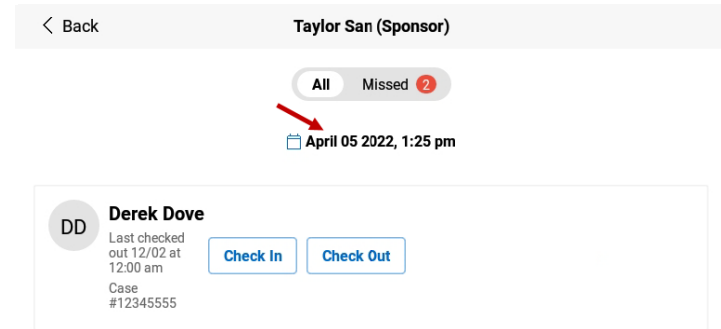 Back
Taylor San (Sponsor)
All Missed 2
April 05 2022, 1:25 pm
DD
Derek Dove
Last checked
out 12/02 at
12:00 am
Case
#12345555
Check In
Check Out